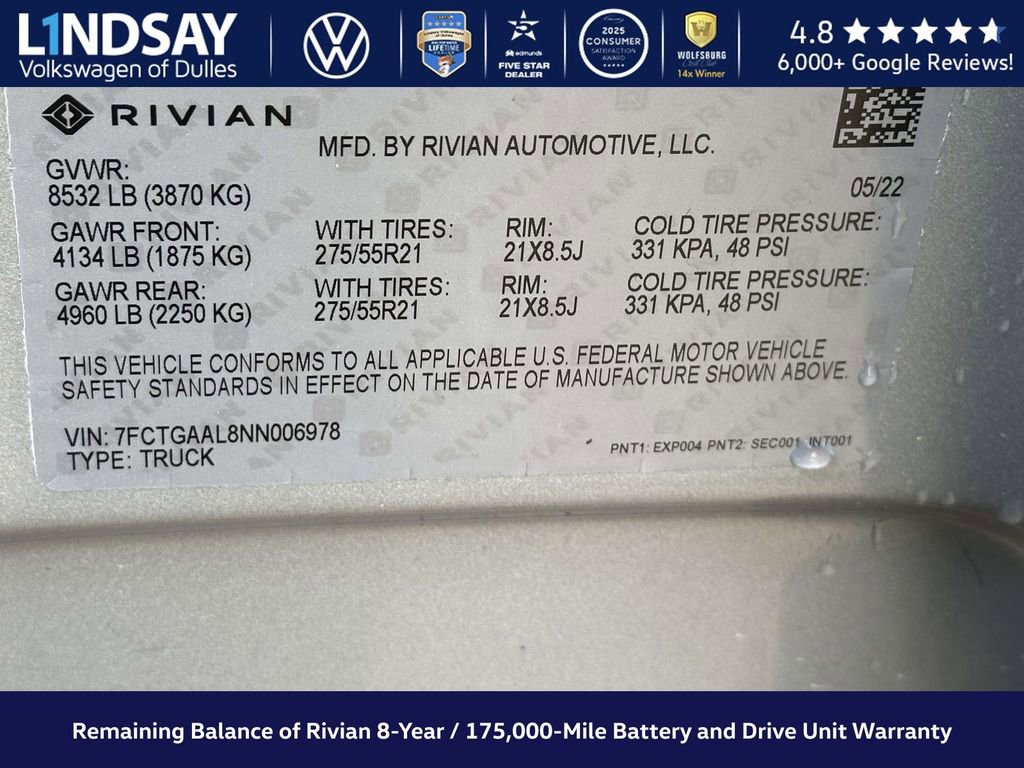 L1NDSAY
Volkswagen of Dulles
LIFETIME
edmunds
FIVE STAR
DEALER
2025
CONSUMER
SATISFACTION
AWARD
WOLFSBURG
14x Winner
4.8
6,000+ Google Reviews!
RIVIAN
MFD. BY RIVIAN AUTOMOTIVE, LLC.
GVWR:
8532 LB (3870 KG)
05/22
GAWR FRONT: WITH TIRES: RIM: COLD TIRE PRESSURE:
4134 LB (1875 KG) 275/55R21 21X8.5J 331 KPA, 48 PSI
GAWR REAR: WITH TIRES: RIM: COLD TIRE PRESSURE:
4960 LB (2250 KG) 275/55R21 21X8.5J 331 KPA, 48 PSI
THIS VEHICLE CONFORMS TO ALL APPLICABLE U.S. FEDERAL MOTOR VEHICLE
SAFETY STANDARDS IN EFFECT ON THE DATE OF MANUFACTURE SHOWN ABOVE.
VIN: 7FCTGAAL8NN006978
TYPE: TRUCK
PNT1: EXP004 PNT2: SEC001 INT001
Remaining Balance of Rivian 8-Year / 175,000-Mile Battery and Drive Unit Warranty